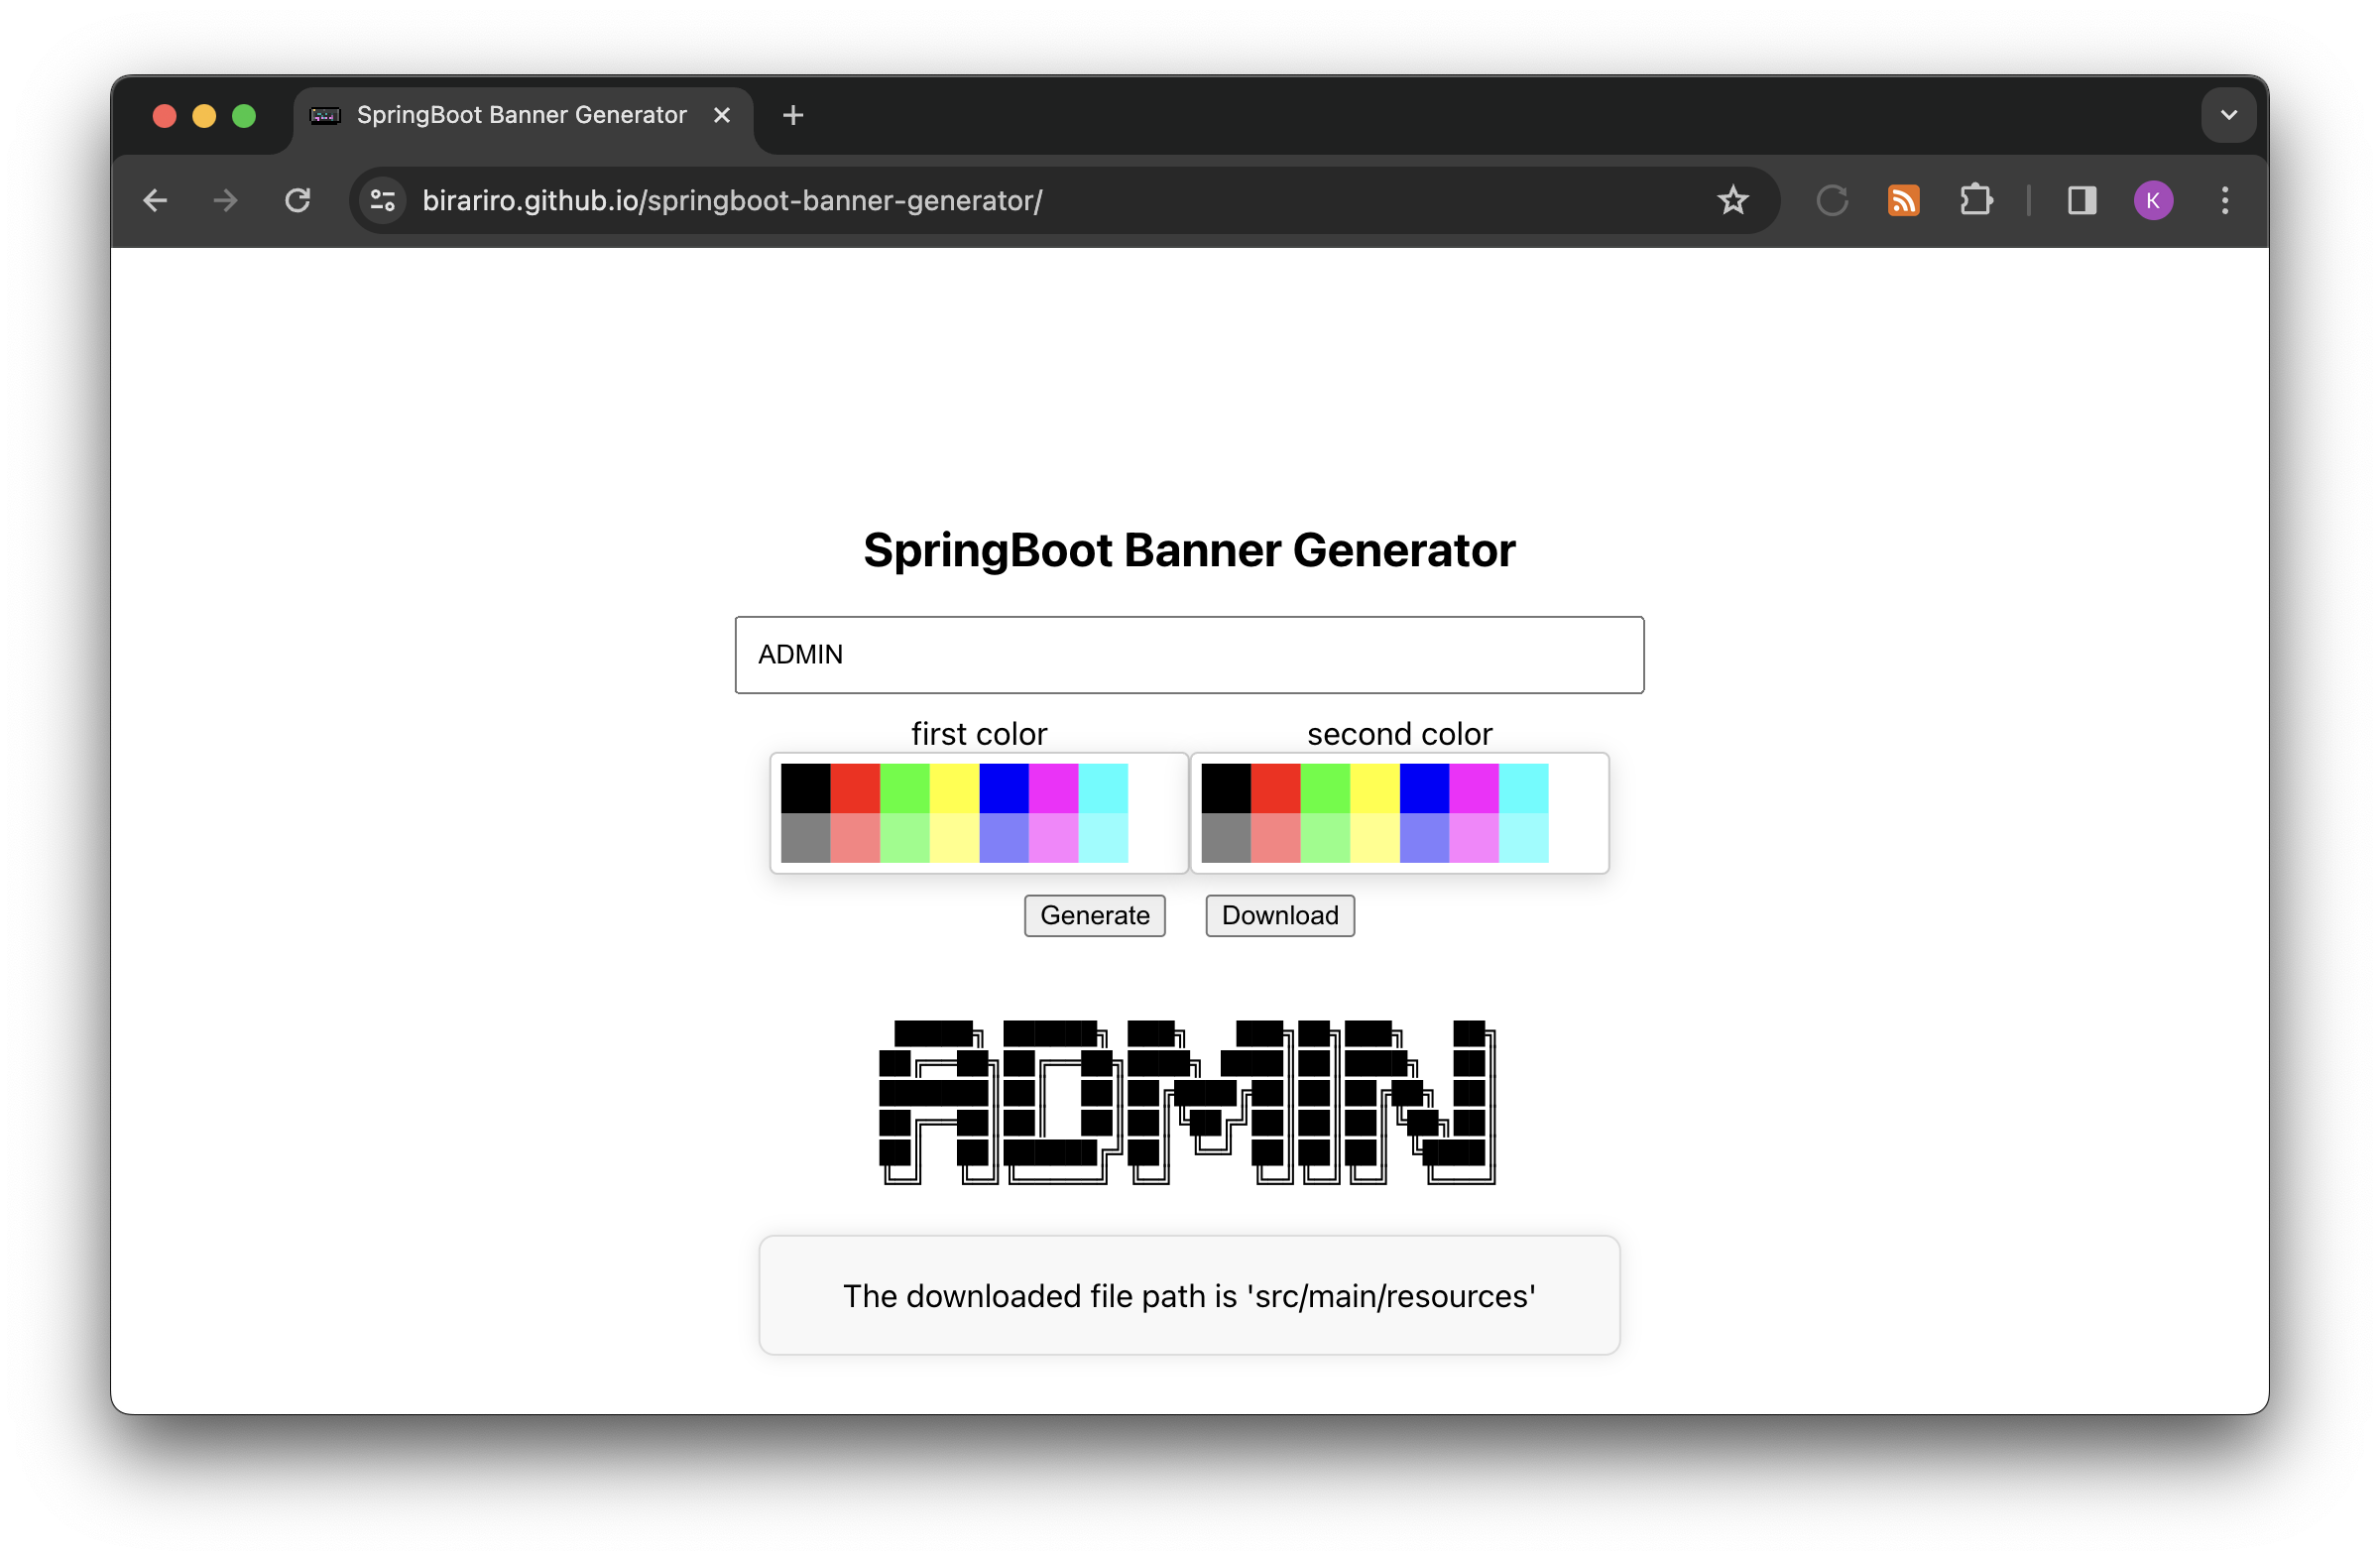 SpringBoot Banner Generator
birariro.github.io/springboot-banner-generator/
K
SpringBoot Banner Generator
ADMIN
first color second color
Generate Download
ADMIN
The downloaded file path is 'src/main/resources'